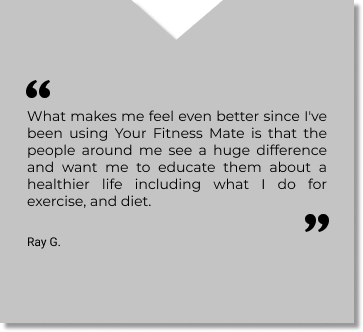 “
What makes me feel even better since I've
been using Your Fitness Mate is that the
people around me see a huge difference
and want me to educate them about a
healthier life including what I do for
exercise, and diet.
”
Ray G.